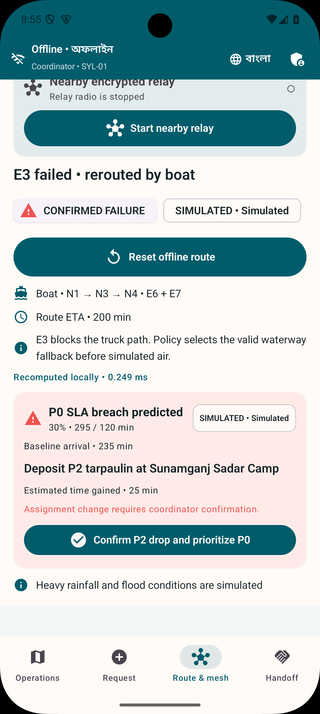 8:55
Offline • অফলাইন
Coordinator • SYL-01
বাংলা
Nearby encrypted relay
Relay radio is stopped
Start nearby relay
E3 failed • rerouted by boat
CONFIRMED FAILURE
SIMULATED • Simulated
Reset offline route
Boat • N1 → N3 → N4 • E6 + E7
Route ETA • 200 min
E3 blocks the truck path. Policy selects the valid waterway
fallback before simulated air.
Recomputed locally • 0.249 ms
P0 SLA breach predicted
SIMULATED • Simulated
30% • 295 / 120 min
Baseline arrival • 235 min
Deposit P2 tarpaulin at Sunamganj Sadar Camp
Estimated time gained • 25 min
Assignment change requires coordinator confirmation.
Confirm P2 drop and prioritize P0
Heavy rainfall and flood conditions are simulated
Operations
Request
Route & mesh
Handoff